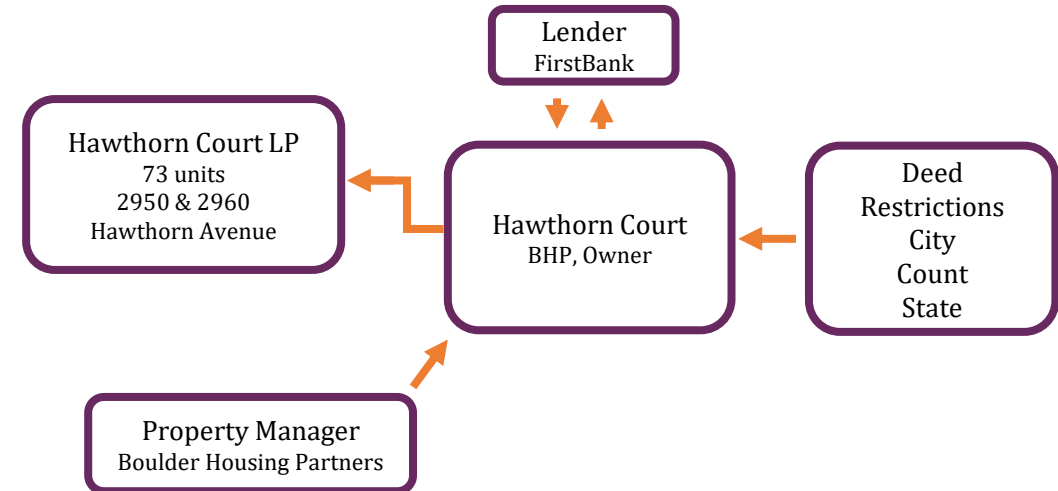 Lender
FirstBank
Hawthorn Court LP
73 units
2950 & 2960
Hawthorn Avenue
Hawthorn Court
BHP, Owner
Deed
Restrictions
City
Count
State
Property Manager
Boulder Housing Partners